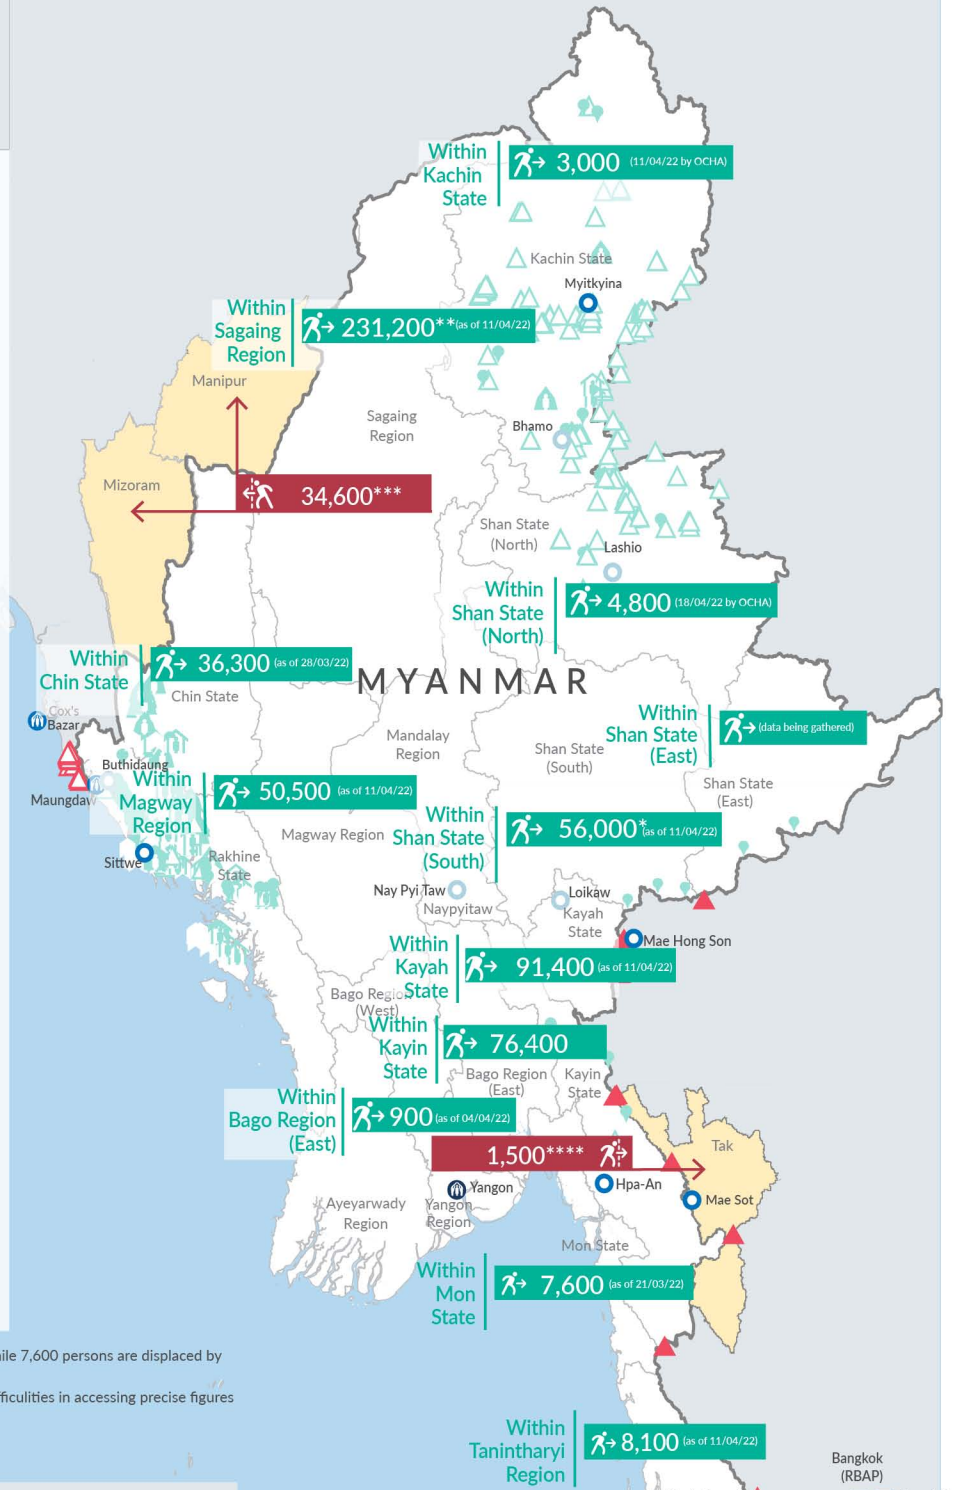 Within
Kachin
State
3,000 (11/04/22 by OCHA)
Kachin State
Myitkyina
Within
Sagaing
Region
231,200** (as of 11/04/22)
Manipur
Sagaing
Region
Bhamo
Mizoram
34,600***
Shan State
(North)
Lashio
Within
Shan State
(North)
4,800 (18/04/22 by OCHA)
Within
Chin State
36,300 (as of 28/03/22)
MYANMAR
Chin State
Cox's
Bazar
Within
Shan State
(East)
(data being gathered)
Mandalay
Region
Shan State
(South)
Buthidaung
Maungdaw
Within
Magway
Region
50,500 (as of 11/04/22)
Shan State
(East)
Within
Shan State
(South)
56,000* (as of 11/04/22)
Magway Region
Sittwe
Rakhine
State
Nay Pyi Taw
Naypyitaw
Loikaw
Kayah
State
Mae Hong Son
Within
Kayah
State
91,400 (as of 11/04/22)
Bago Region
(West)
Within
Kayin
State
76,400
Bago Region
(East)
Kayin
State
Within
Bago Region
(East)
900 (as of 04/04/22)
1,500****
Tak
Hpa-An
Mae Sot
Yangon
Ayeyarwady
Region
Yangon
Region
Mon State
Within
Mon
State
7,600 (as of 21/03/22)
7,600 persons are displaced by
in accessing precise figures
Within
Tanintharyi
Region
8,100 (as of 11/04/22)
Bangkok
(RBAP)